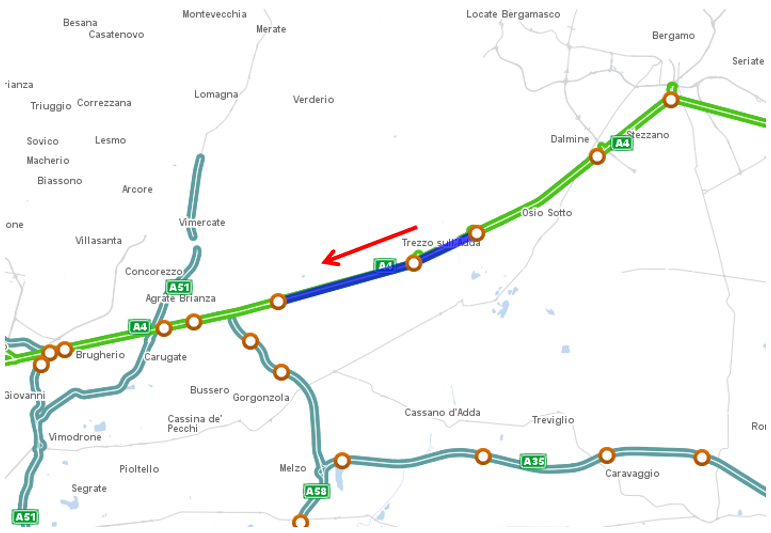 Montevecchia
Locate Bergamasco
Besana
Casatenovo
Merate
Bergamo
Seriate
rianza
Lomagna
Verderio
Triuggio
Correzzana
Sovico
Lesmo
Dalmine
A4
Stezzano
Macherio
Biassono
Arcore
one
Vimercate
Osio Sotto
Villasanta
Trezzo sull'Adda
Concorezzo
A4
A51
Agrate Brianza
A4
Brugherio
Carugate
Giovanni
Bussero
Gorgonzola
Cassano d'Adda
Cassina de'
Pecchi
Treviglio
Ro
Vimodrone
Pioltello
Melzo
A35
Caravaggio
Segrate
A58
A51